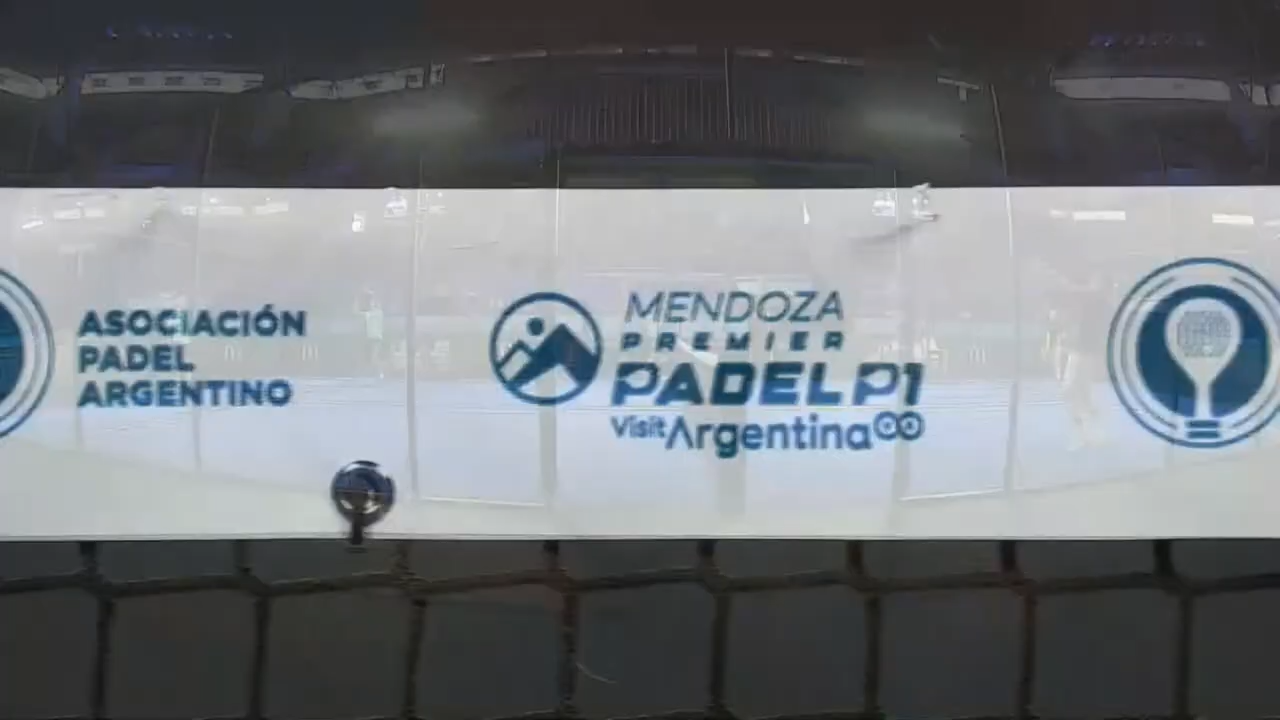 ASOCIACIÓN
PADEL
ARGENTINO
MENDOZA
PREMIER
PADEL P1
Visit Argentina